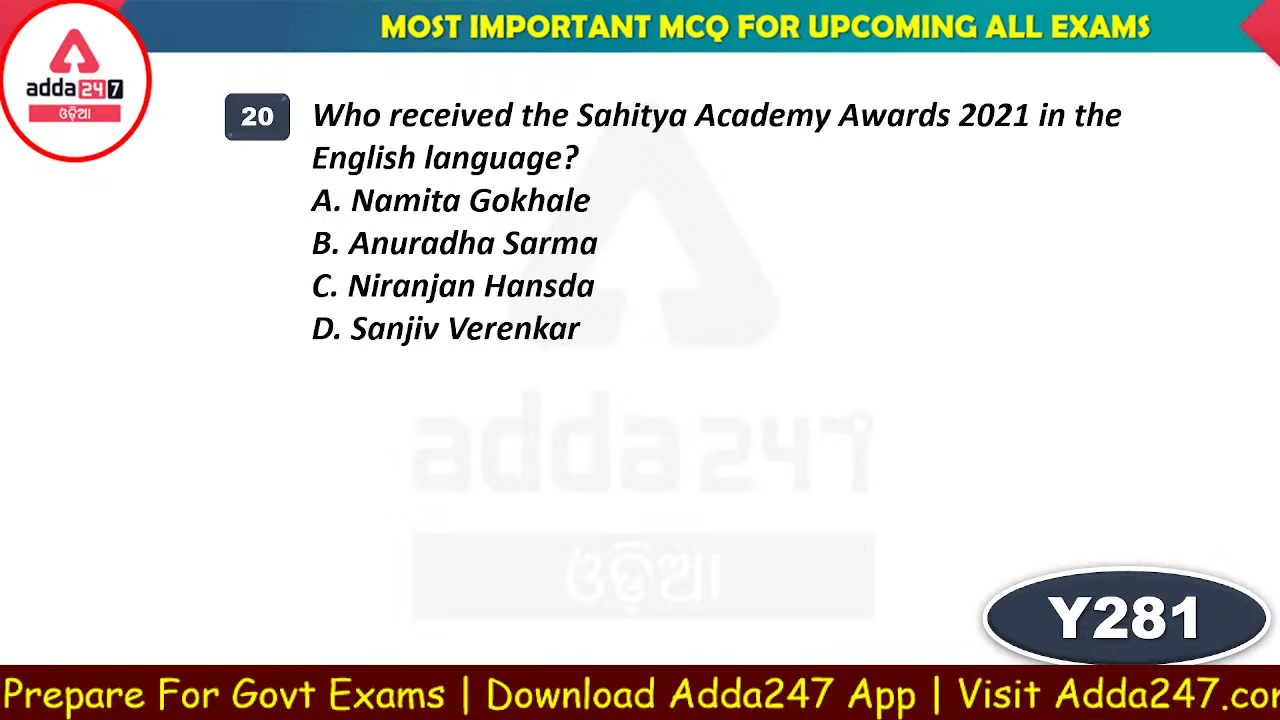 MOST IMPORTANT MCQ FOR UPCOMING ALL EXAMS
adda247
ଓଡ଼ିଆ
20 Who received the Sahitya Academy Awards 2021 in the
English language?
A. Namita Gokhale
B. Anuradha Sarma
C. Niranjan Hansda
D. Sanjiv Verenkar
adda247
ଓଡ଼ିଆ
Y281
Prepare For Govt Exams | Download Adda247 App | Visit Adda247.com